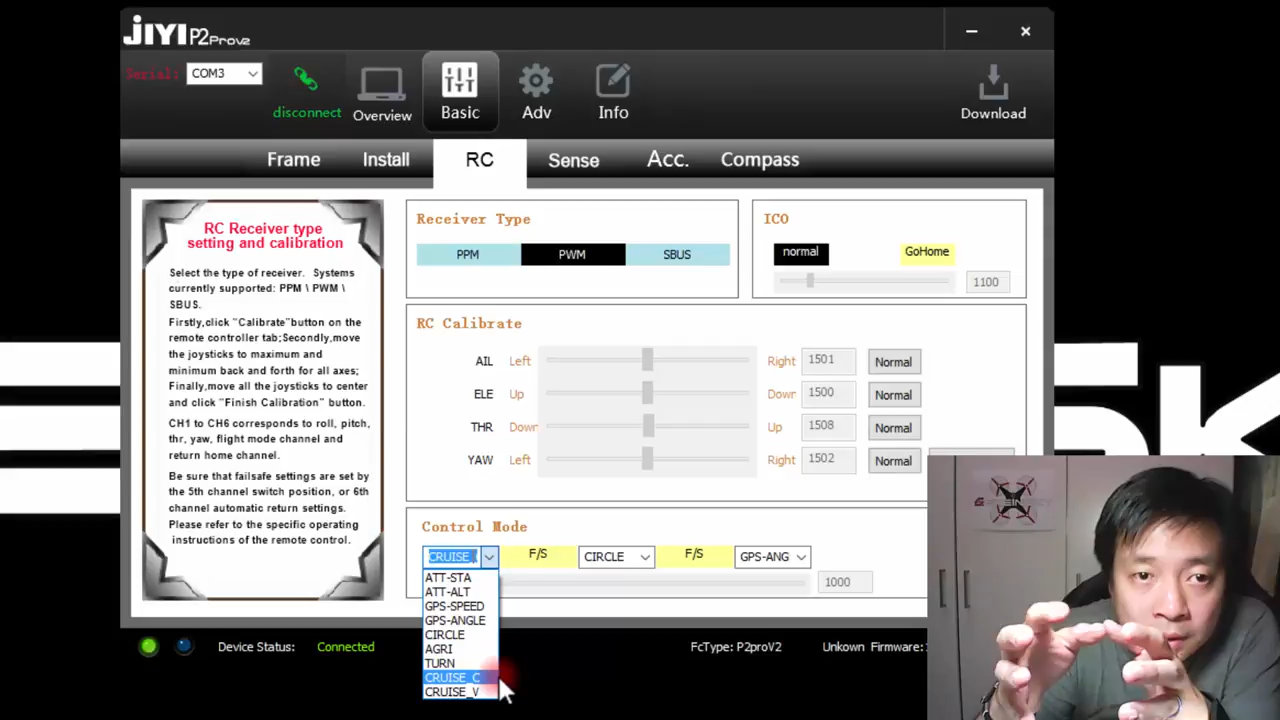 JIYI P2Prov2
Serial: COM3
disconnect
Overview
Basic
Adv
Info
Download
Frame
Install
RC
Sense
Acc.
Compass
RC Receiver type
setting and calibration
Select the type of receiver. Systems
currently supported: PPM \ PWM \
SBUS.
Firstly,click "Calibrate"button on the
remote controller tab;Secondly,move
the joysticks to maximum and
minimum back and forth for all axes;
Finally,move all the joysticks to center
and click "Finish Calibration" button.
CH1 to CH6 corresponds to roll, pitch,
thr, yaw, flight mode channel and
return home channel.
Be sure that failsafe settings are set by
the 5th channel switch position, or 6th
channel automatic return settings.
Please refer to the specific operating
instructions of the remote control.
Receiver Type
PPM PWM SBUS
ICO
normal GoHome
1100
RC Calibrate
AIL Left Right 1501 Normal
ELE Up Down 1500 Normal
THR Down Up 1508 Normal
YAW Left Right 1502 Normal
Control Mode
CRUISE_ F/S CIRCLE F/S GPS-ANG
1000
ATT-STA
ATT-ALT
GPS-SPEED
GPS-ANGLE
CIRCLE
AGRI
TURN
CRUISE_C
CRUISE_V
Device Status: Connected
FcType: P2proV2
Unkown Firmware: